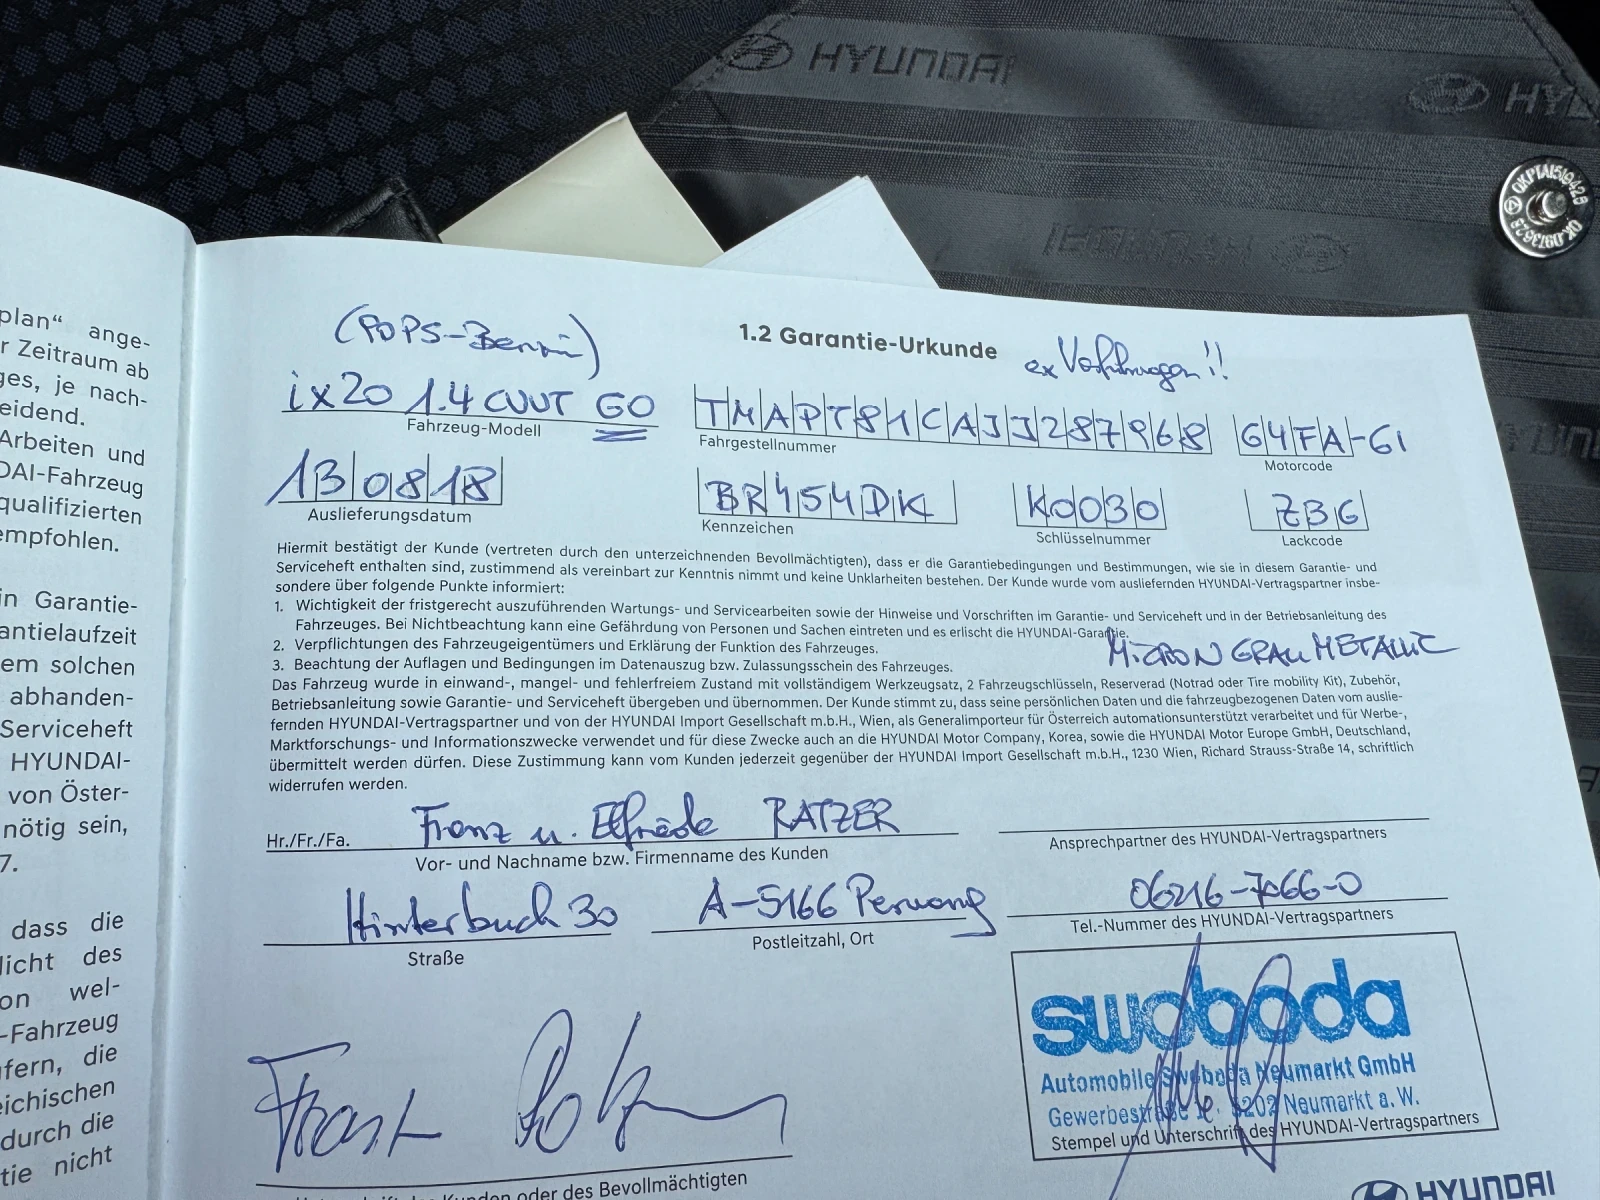 HYUNDAI
HYUNDAI
plan“ ange-
r Zeitraum ab
ges, je nach-
eidend.
Arbeiten und
DAI-Fahrzeug
qualifizierten
empfohlen.
in Garantie-
antielaufzeit
em solchen
abhanden-
Serviceheft
HYUNDAI-
von Öster-
nötig sein,
7.
dass die
licht des
on wel-
-Fahrzeug
fern, die
eichischen
durch die
tie nicht
1.2 Garantie-Urkunde
ix20 1.4 CVVT GO
Fahrzeug-Modell
TMAPT81CAJJ287968
Fahrgestellnummer
G4FA-61
Motorcode
130818
Auslieferungsdatum
BR454DK
Kennzeichen
K0030
Schlüsselnummer
Z3G
Lackcode
Hiermit bestätigt der Kunde (vertreten durch den unterzeichnenden Bevollmächtigten), dass er die Garantiebedingungen und Bestimmungen, wie sie in diesem Garantie- und
Serviceheft enthalten sind, zustimmend als vereinbart zur Kenntnis nimmt und keine Unklarheiten bestehen. Der Kunde wurde vom ausliefernden HYUNDAI-Vertragspartner insbe-
sondere über folgende Punkte informiert:
1. Wichtigkeit der fristgerecht auszuführenden Wartungs- und Servicearbeiten sowie der Hinweise und Vorschriften im Garantie- und Serviceheft und in der Betriebsanleitung des
Fahrzeuges. Bei Nichtbeachtung kann eine Gefährdung von Personen und Sachen eintreten und es erlischt die HYUNDAI-Garantie.
2. Verpflichtungen des Fahrzeugeigentümers und Erklärung der Funktion des Fahrzeuges.
MICRON GRAU METALLIC
3. Beachtung der Auflagen und Bedingungen im Datenauszug bzw. Zulassungsschein des Fahrzeuges.
Das Fahrzeug wurde in einwand-, mangel- und fehlerfreiem Zustand mit vollständigem Werkzeugsatz, 2 Fahrzeugschlüsseln, Reserverad (Notrad oder Tire mobility Kit), Zubehör,
Betriebsanleitung sowie Garantie- und Serviceheft übergeben und übernommen. Der Kunde stimmt zu, dass seine persönlichen Daten und die fahrzeugbezogenen Daten vom auslie-
fernden HYUNDAI-Vertragspartner und von der HYUNDAI Import Gesellschaft m.b.H., Wien, als Generalimporteur für Österreich automationsunterstützt verarbeitet und für Werbe-,
Marktforschungs- und Informationszwecke verwendet und für diese Zwecke auch an die HYUNDAI Motor Company, Korea, sowie die HYUNDAI Motor Europe GmbH, Deutschland,
übermittelt werden dürfen. Diese Zustimmung kann vom Kunden jederzeit gegenüber der HYUNDAI Import Gesellschaft m.b.H., 1230 Wien, Richard Strauss-Straße 14, schriftlich
widerrufen werden.
Hr./Fr./Fa. Franz u. Elfriede RATZER
Vor- und Nachname bzw. Firmenname des Kunden
Ansprechpartner des HYUNDAI-Vertragspartners
Hinterbuch 30
Straße
A-5166 Perwang
Postleitzahl, Ort
06216-7066-0
Tel.-Nummer des HYUNDAI-Vertragspartners
swoboda
Automobile Swoboda Neumarkt GmbH
Gewerbestraße 5202 Neumarkt a. W.
Stempel und Unterschrift des HYUNDAI-Vertragspartners
Kunden oder des Bevollmächtigten
HYUNDAI